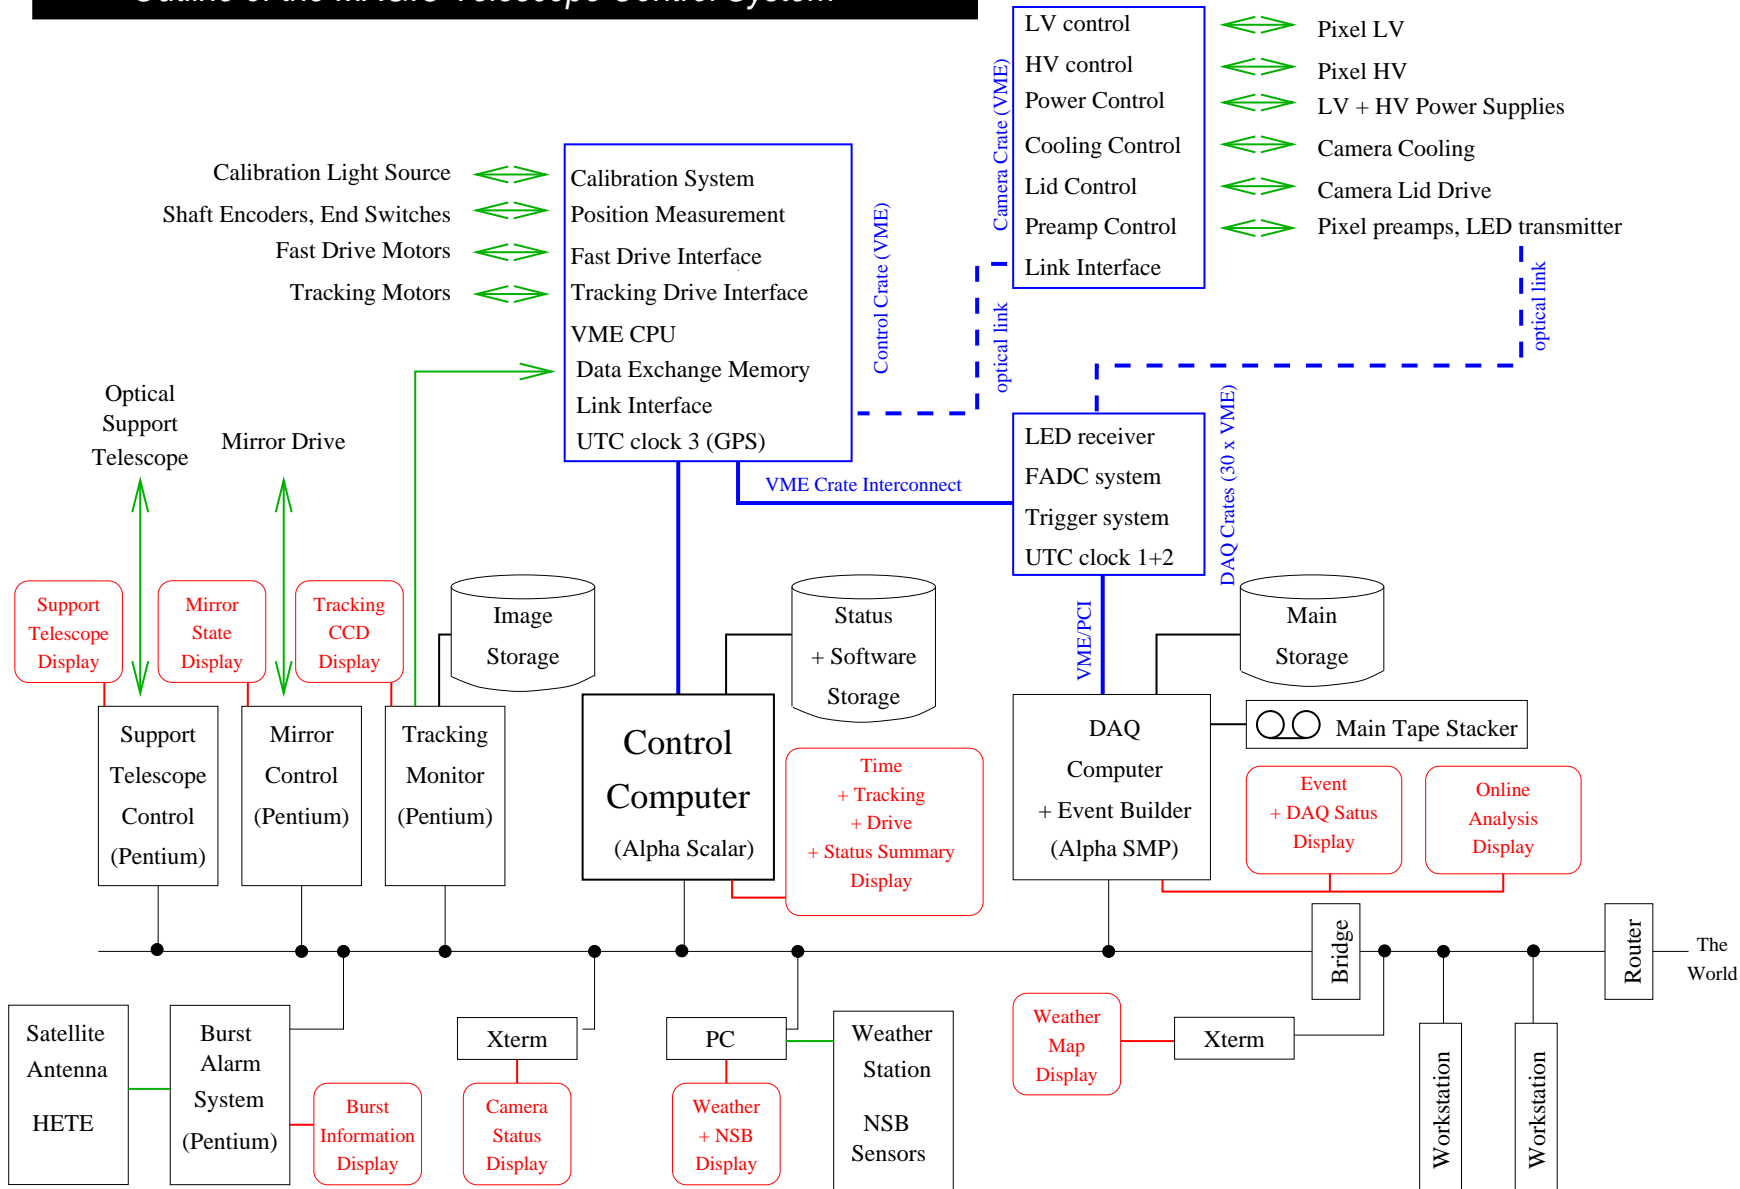 Outline of the MAGIC Telescope Control System
LV control
HV control
Power Control
Cooling Control
Lid Control
Preamp Control
Link Interface
Camera Crate (VME)
Pixel LV
Pixel HV
LV + HV Power Supplies
Camera Cooling
Camera Lid Drive
Pixel preamps, LED transmitter
Calibration Light Source
Shaft Encoders, End Switches
Fast Drive Motors
Tracking Motors
Calibration System
Position Measurement
Fast Drive Interface
Tracking Drive Interface
VME CPU
Data Exchange Memory
Link Interface
UTC clock 3 (GPS)
Control Crate (VME)
optical link
optical link
Optical
Support
Telescope
Mirror Drive
VME Crate Interconnect
LED receiver
FADC system
Trigger system
UTC clock 1+2
DAQ Crates (30 x VME)
VME/PCI
Support
Telescope
Display
Mirror
State
Display
Tracking
CCD
Display
Image
Storage
Status
+ Software
Storage
Main
Storage
Support
Telescope
Control
(Pentium)
Mirror
Control
(Pentium)
Tracking
Monitor
(Pentium)
Control
Computer
(Alpha Scalar)
Time
+ Tracking
+ Drive
+ Status Summary
Display
DAQ
Computer
+ Event Builder
(Alpha SMP)
Main Tape Stacker
Event
+ DAQ Satus
Display
Online
Analysis
Display
Bridge
Router
The
World
Satellite
Antenna
HETE
Burst
Alarm
System
(Pentium)
Burst
Information
Display
Xterm
Camera
Status
Display
PC
Weather
+ NSB
Display
Weather
Station
NSB
Sensors
Weather
Map
Display
Xterm
Workstation
Workstation